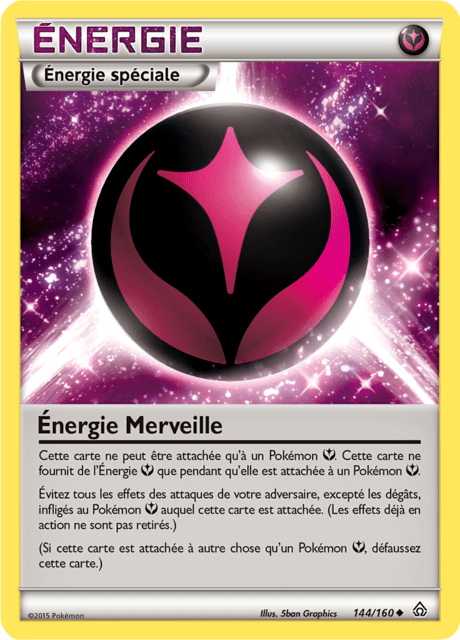 ÉNERGIE
Énergie spéciale
Énergie Merveille
Cette carte ne peut être attachée qu'à un Pokémon. Cette carte ne
fournit de l'Énergie que pendant qu'elle est attachée à un Pokémon.
Évitez tous les effets des attaques de votre adversaire, excepté les dégâts,
infligés au Pokémon auquel cette carte est attachée. (Les effets déjà en
action ne sont pas retirés.)
(Si cette carte est attachée à autre chose qu'un Pokémon, défaussez
cette carte.)
©2015 Pokémon Illus. 5ban Graphics 144/160